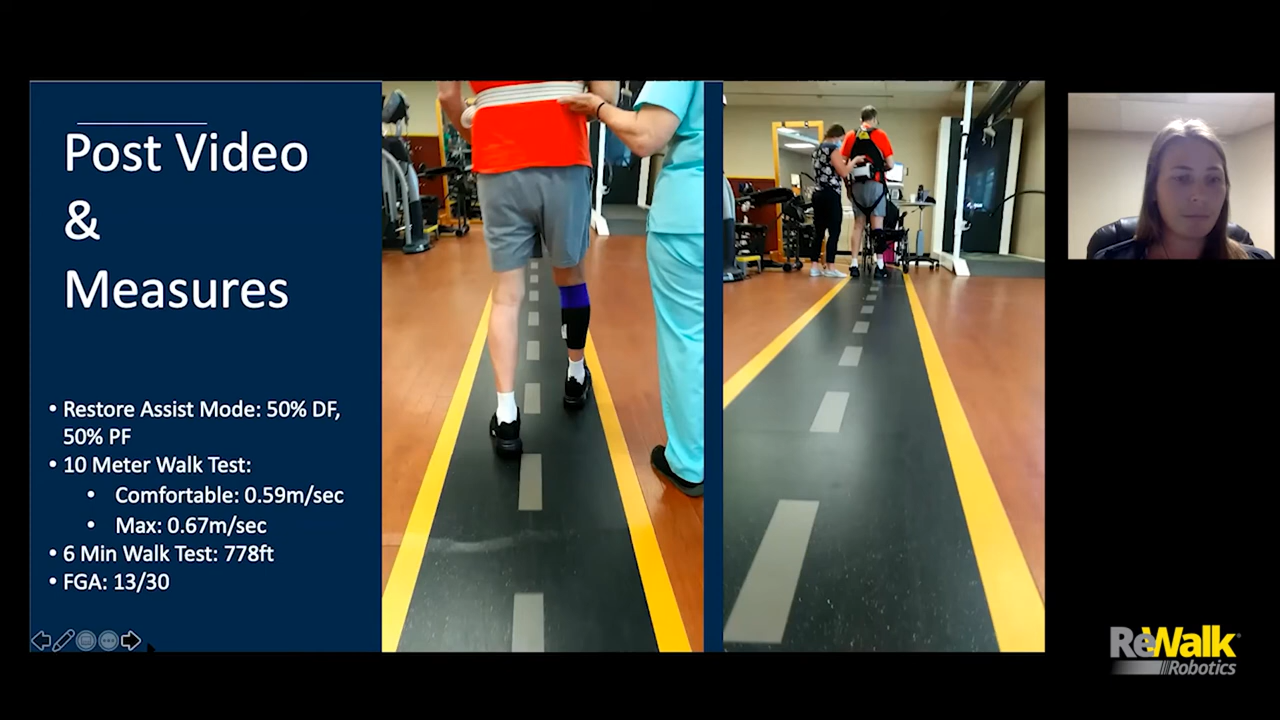 Post Video
&
Measures
• Restore Assist Mode: 50% DF,
50% PF
• 10 Meter Walk Test:
• Comfortable: 0.59m/sec
• Max: 0.67m/sec
• 6 Min Walk Test: 778ft
• FGA: 13/30
ReWalk
Robotics